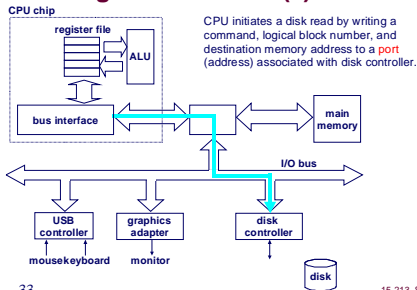 CPU chip
register file
ALU
CPU initiates a disk read by writing a
command, logical block number, and
destination memory address to a port
(address) associated with disk controller.
bus interface
main
memory
I/O bus
USB
controller
graphics
adapter
disk
controller
mousekeyboard
monitor
disk
33